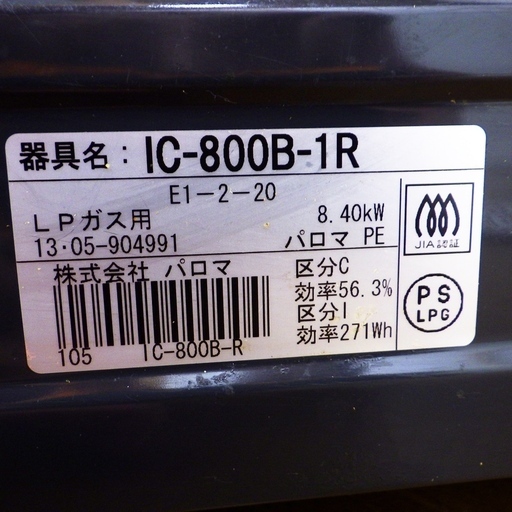 器具名：IC-800B-1R
E1-2-20
LPガス用 8.40kW
13・05-904991 パロマ PE
株式会社 パロマ
区分C
効率56.3%
区分I
効率271Wh
105 IC-800B-R
JIA認証
PS
LPG